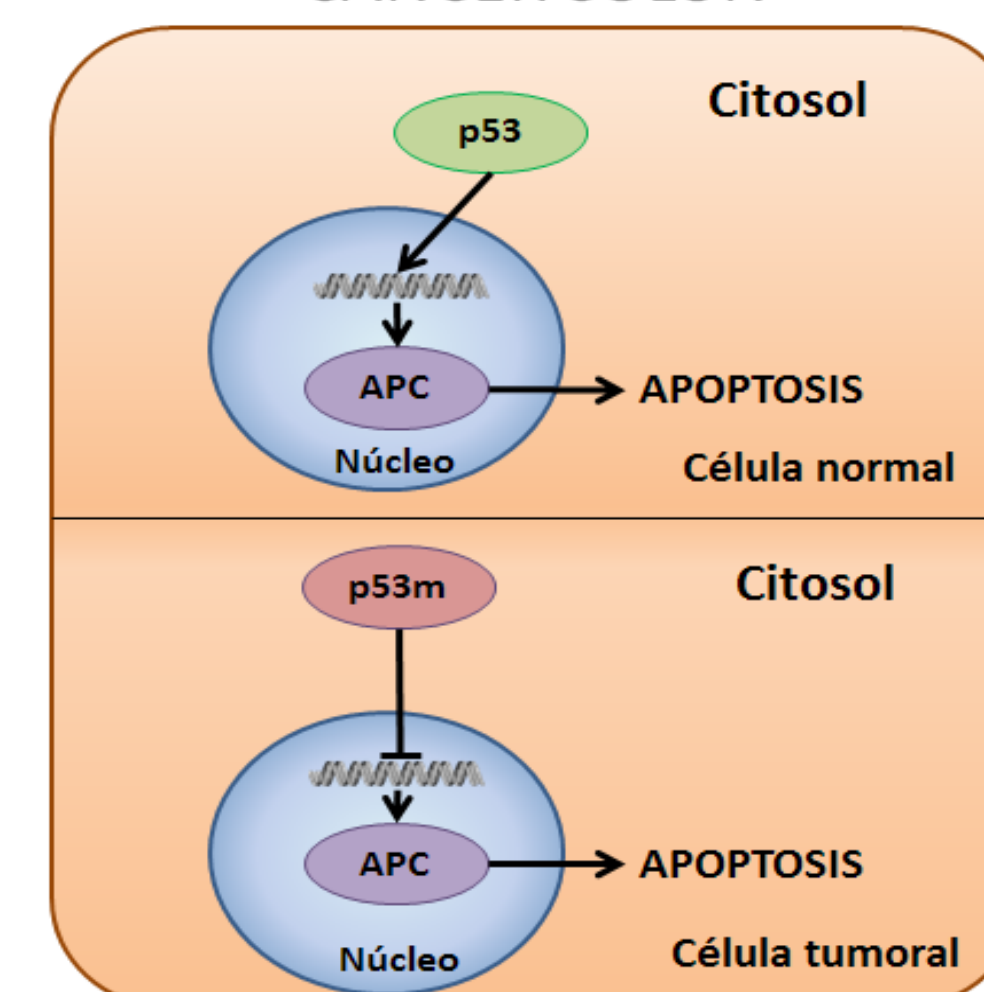 Citosol
p53
APC
APOPTOSIS
Núcleo
Célula normal
p53m
Citosol
APC
APOPTOSIS
Núcleo
Célula tumoral